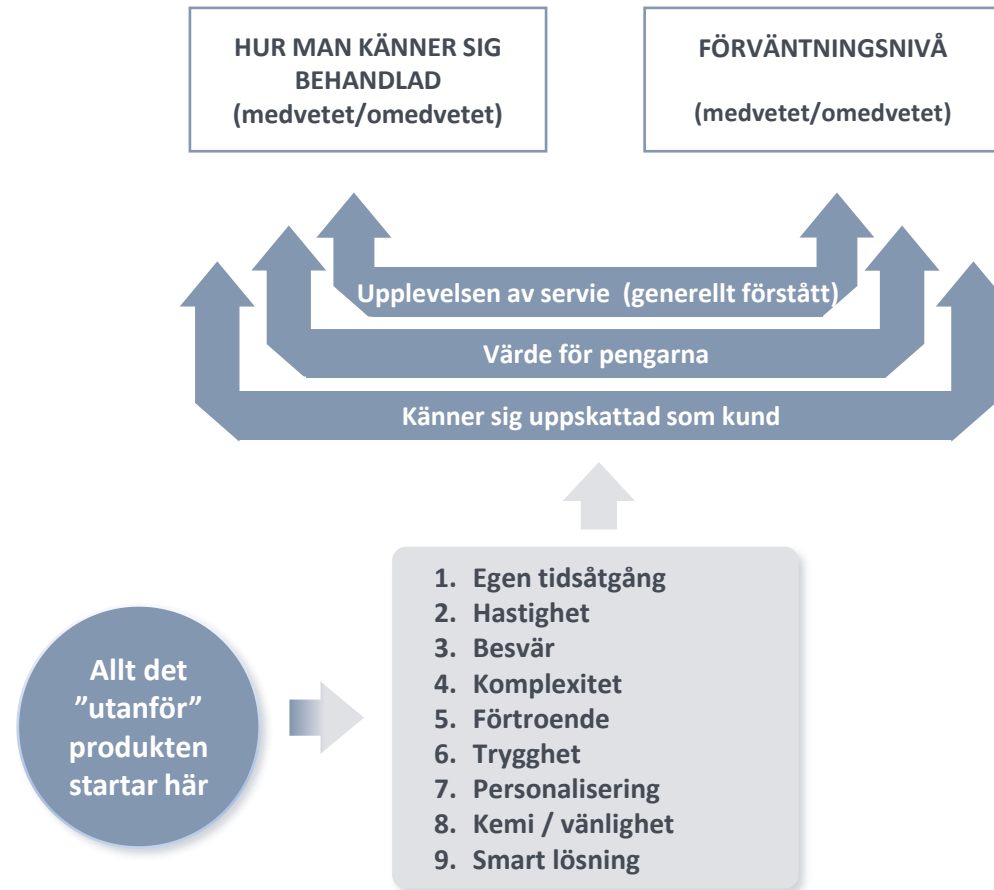 HUR MAN KÄNNER SIG
BEHANDLAD
(medvetet/omedvetet)
FÖRVÄNTNINGSNIVÅ
(medvetet/omedvetet)
Upplevelsen av servie (generellt förstått)
Värde för pengarna
Känner sig uppskattad som kund
Allt det
”utanför”
produkten
startar här
1. Egen tidsåtgång
2. Hastighet
3. Besvär
4. Komplexitet
5. Förtroende
6. Trygghet
7. Personalisering
8. Kemi / vänlighet
9. Smart lösning